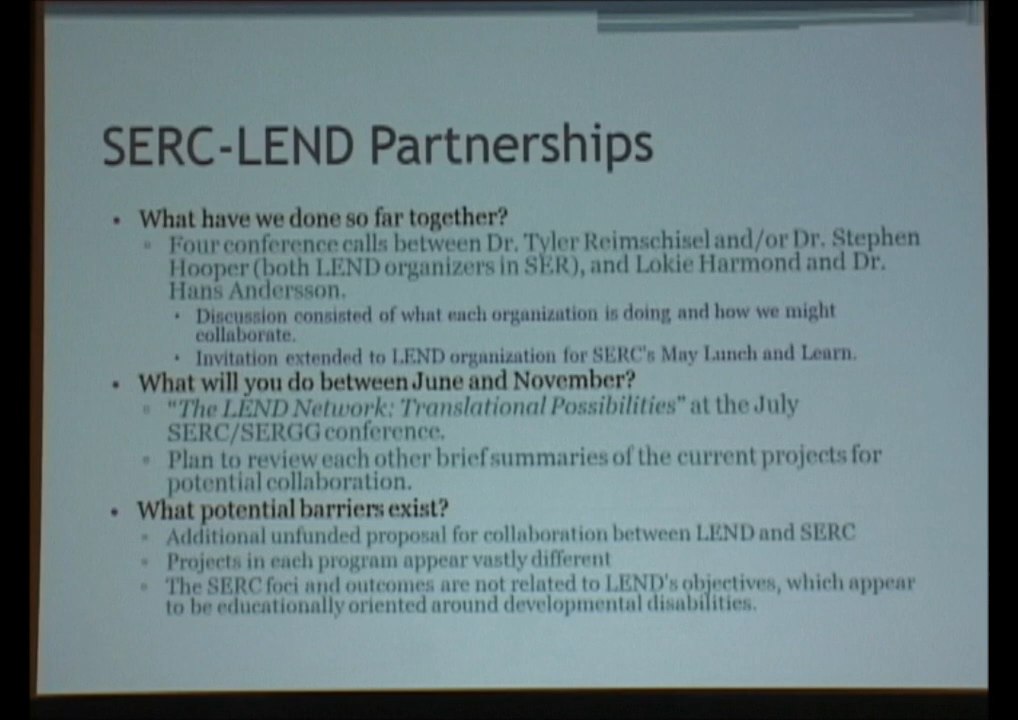 SERC-LEND Partnerships
• What have we done so far together?
▫ Four conference calls between Dr. Tyler Reimschisel and/or Dr. Stephen
Hooper (both LEND organizers in SER), and Lokie Harmond and Dr.
Hans Andersson.
• Discussion consisted of what each organization is doing and how we might
collaborate.
• Invitation extended to LEND organization for SERC's May Lunch and Learn.
• What will you do between June and November?
▫ "The LEND Network: Translational Possibilities" at the July
SERC/SERGG conference.
▫ Plan to review each other brief summaries of the current projects for
potential collaboration.
• What potential barriers exist?
▫ Additional unfunded proposal for collaboration between LEND and SERC
▫ Projects in each program appear vastly different
▫ The SERC foci and outcomes are not related to LEND's objectives, which appear
to be educationally oriented around developmental disabilities.